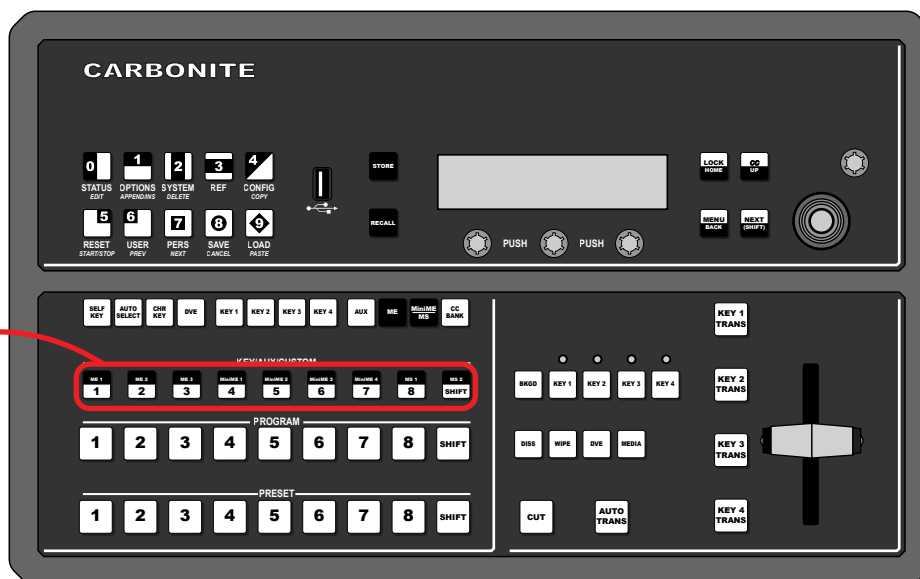 CARBONITE
0 1 2 3 4
STATUS OPTIONS SYSTEM REF CONFIG
EDIT APPEND/INS DELETE COPY
5 6 7 8 9
RESET USER PERS SAVE LOAD
START/STOP PREV NEXT CANCEL PASTE
STORE
RECALL
PUSH PUSH
LOCK HOME
UP
MENU BACK
NEXT (SHIFT)
SELF KEY
AUTO SELECT
CHR KEY
DVE
KEY 1
KEY 2
KEY 3
KEY 4
AUX
ME
MiniME MS
CC BANK
KEY/AUX/CUSTOM
ME 1 ME 2 ME 3 MiniME 1 MiniME 2 MiniME 3 MiniME 4 MS 1 MS 2
1 2 3 4 5 6 7 8 SHIFT
PROGRAM
1 2 3 4 5 6 7 8 SHIFT
PRESET
1 2 3 4 5 6 7 8 SHIFT
BKGD KEY 1 KEY 2 KEY 3 KEY 4
DISS WIPE DVE MEDIA
CUT
AUTO TRANS
KEY 1 TRANS
KEY 2 TRANS
KEY 3 TRANS
KEY 4 TRANS